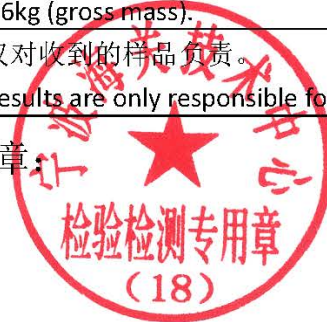 6kg (gross mass).
仅对收到的样品负责。
esults are only responsible fo
章:
宁波海关技术中心
检验检测专用章
(18)